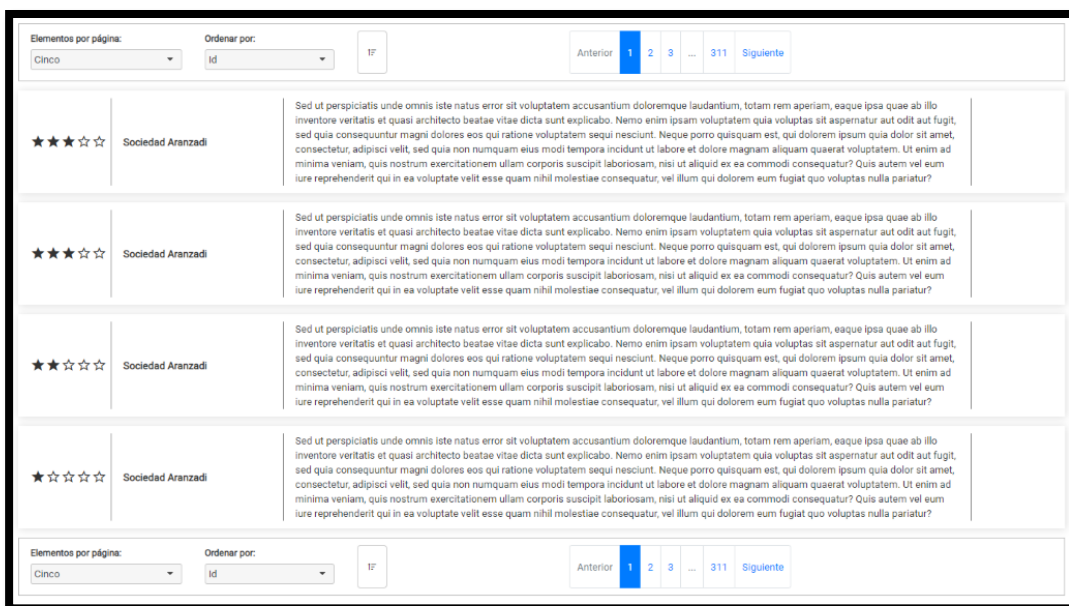 Elementos por página: Ordenar por:
Cinco Id Anterior 1 2 3 ... 311 Siguiente
Sed ut perspiciatis unde omnis iste natus error sit voluptatem accusantium doloremque laudantium, totam rem aperiam, eaque ipsa quae ab illo
inventore veritatis et quasi architecto beatae vitae dicta sunt explicabo. Nemo enim ipsam voluptatem quia voluptas sit aspernatur aut odit aut fugit,
sed quia consequuntur magni dolores eos qui ratione voluptatem sequi nesciunt. Neque porro quisquam est, qui dolorem ipsum quia dolor sit amet,
Sociedad Aranzadi
consectetur, adipisci velit, sed quia non numquam eius modi tempora incidunt ut labore et dolore magnam aliquam quaerat voluptatem. Ut enim ad
minima veniam, quis nostrum exercitationem ullam corporis suscipit laboriosam, nisi ut aliquid ex ea commodi consequatur? Quis autem vel eum
iure reprehenderit qui in ea voluptate velit esse quam nihil molestiae consequatur, vel illum qui dolorem eum fugiat quo voluptas nulla pariatur?
Sed ut perspiciatis unde omnis iste natus error sit voluptatem accusantium doloremque laudantium, totam rem aperiam, eaque ipsa quae ab illo
inventore veritatis et quasi architecto beatae vitae dicta sunt explicabo. Nemo enim ipsam voluptatem quia voluptas sit aspernatur aut odit aut fugit,
sed quia consequuntur magni dolores eos qui ratione voluptatem sequi nesciunt. Neque porro quisquam est, qui dolorem ipsum quia dolor sit amet,
Sociedad Aranzadi
consectetur, adipisci velit, sed quia non numquam eius modi tempora incidunt ut labore et dolore magnam aliquam quaerat voluptatem. Ut enim ad
minima veniam, quis nostrum exercitationem ullam corporis suscipit laboriosam, nisi ut aliquid ex ea commodi consequatur? Quis autem vel eum
iure reprehenderit qui in ea voluptate velit esse quam nihil molestiae consequatur, vel illum qui dolorem eum fugiat quo voluptas nulla pariatur?
Sed ut perspiciatis unde omnis iste natus error sit voluptatem accusantium doloremque laudantium, totam rem aperiam, eaque ipsa quae ab illo
inventore veritatis et quasi architecto beatae vitae dicta sunt explicabo. Nemo enim ipsam voluptatem quia voluptas sit aspernatur aut odit aut fugit,
sed quia consequuntur magni dolores eos qui ratione voluptatem sequi nesciunt. Neque porro quisquam est, qui dolorem ipsum quia dolor sit amet,
Sociedad Aranzadi
consectetur, adipisci velit, sed quia non numquam eius modi tempora incidunt ut labore et dolore magnam aliquam quaerat voluptatem. Ut enim ad
minima veniam, quis nostrum exercitationem ullam corporis suscipit laboriosam, nisi ut aliquid ex ea commodi consequatur? Quis autem vel eum
iure reprehenderit qui in ea voluptate velit esse quam nihil molestiae consequatur, vel illum qui dolorem eum fugiat quo voluptas nulla pariatur?
Sed ut perspiciatis unde omnis iste natus error sit voluptatem accusantium doloremque laudantium, totam rem aperiam, eaque ipsa quae ab illo
inventore veritatis et quasi architecto beatae vitae dicta sunt explicabo. Nemo enim ipsam voluptatem quia voluptas sit aspernatur aut odit aut fugit,
sed quia consequuntur magni dolores eos qui ratione voluptatem sequi nesciunt. Neque porro quisquam est, qui dolorem ipsum quia dolor sit amet,
Sociedad Aranzadi
consectetur, adipisci velit, sed quia non numquam eius modi tempora incidunt ut labore et dolore magnam aliquam quaerat voluptatem. Ut enim ad
minima veniam, quis nostrum exercitationem ullam corporis suscipit laboriosam, nisi ut aliquid ex ea commodi consequatur? Quis autem vel eum
iure reprehenderit qui in ea voluptate velit esse quam nihil molestiae consequatur, vel illum qui dolorem eum fugiat quo voluptas nulla pariatur?
Elementos por página: Ordenar por:
Cinco Id Anterior 1 2 3 ... 311 Siguiente